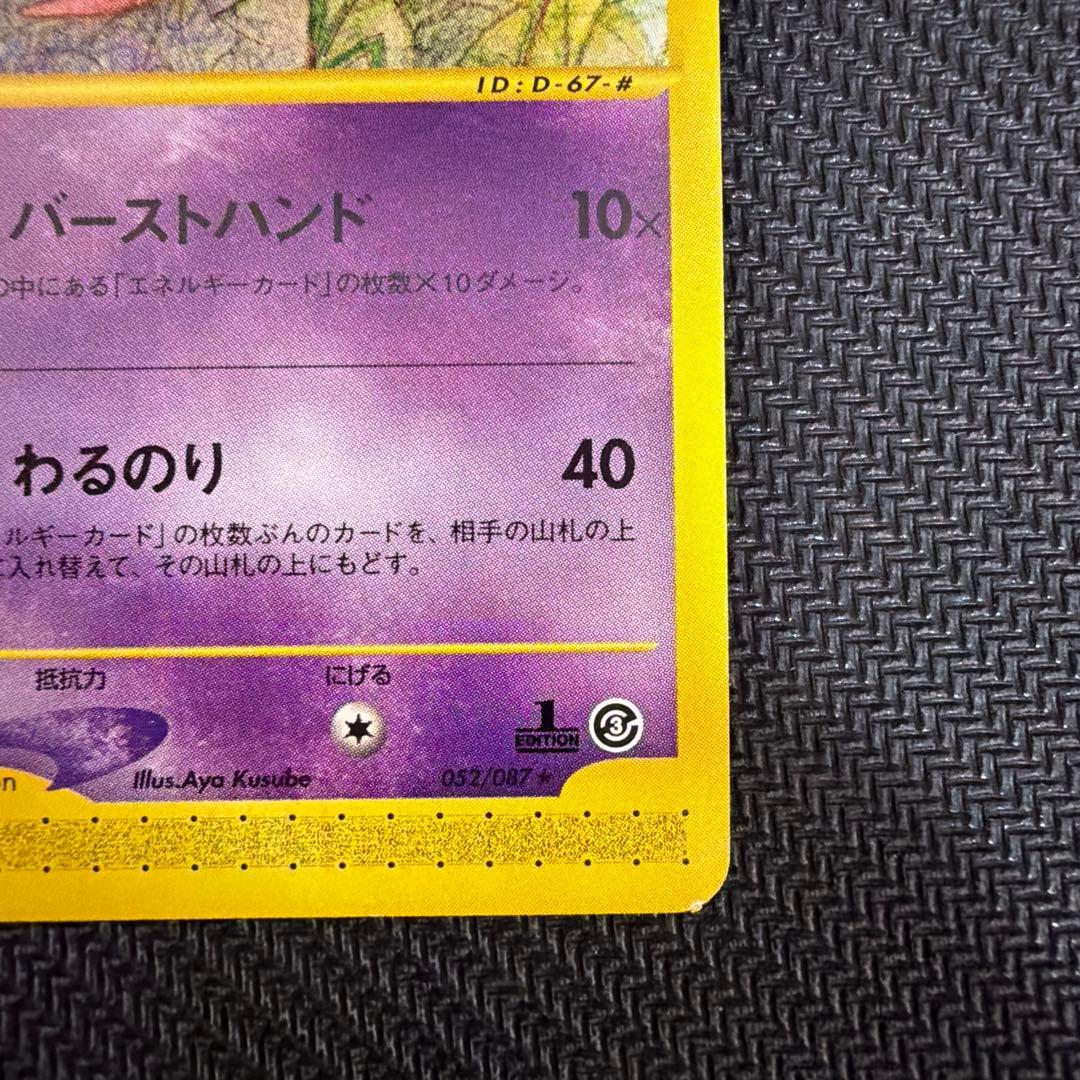 ID : D-67-#
バーストハンド 10×
の中にある「エネルギーカード」の枚数×10ダメージ。
わるのり 40
ルギーカード」の枚数ぶんのカードを、相手の山札の上
に入れ替えて、その山札の上にもどす。
抵抗力 にげる
1 EDITION 3
on Illus.Aya Kusube 052/087★